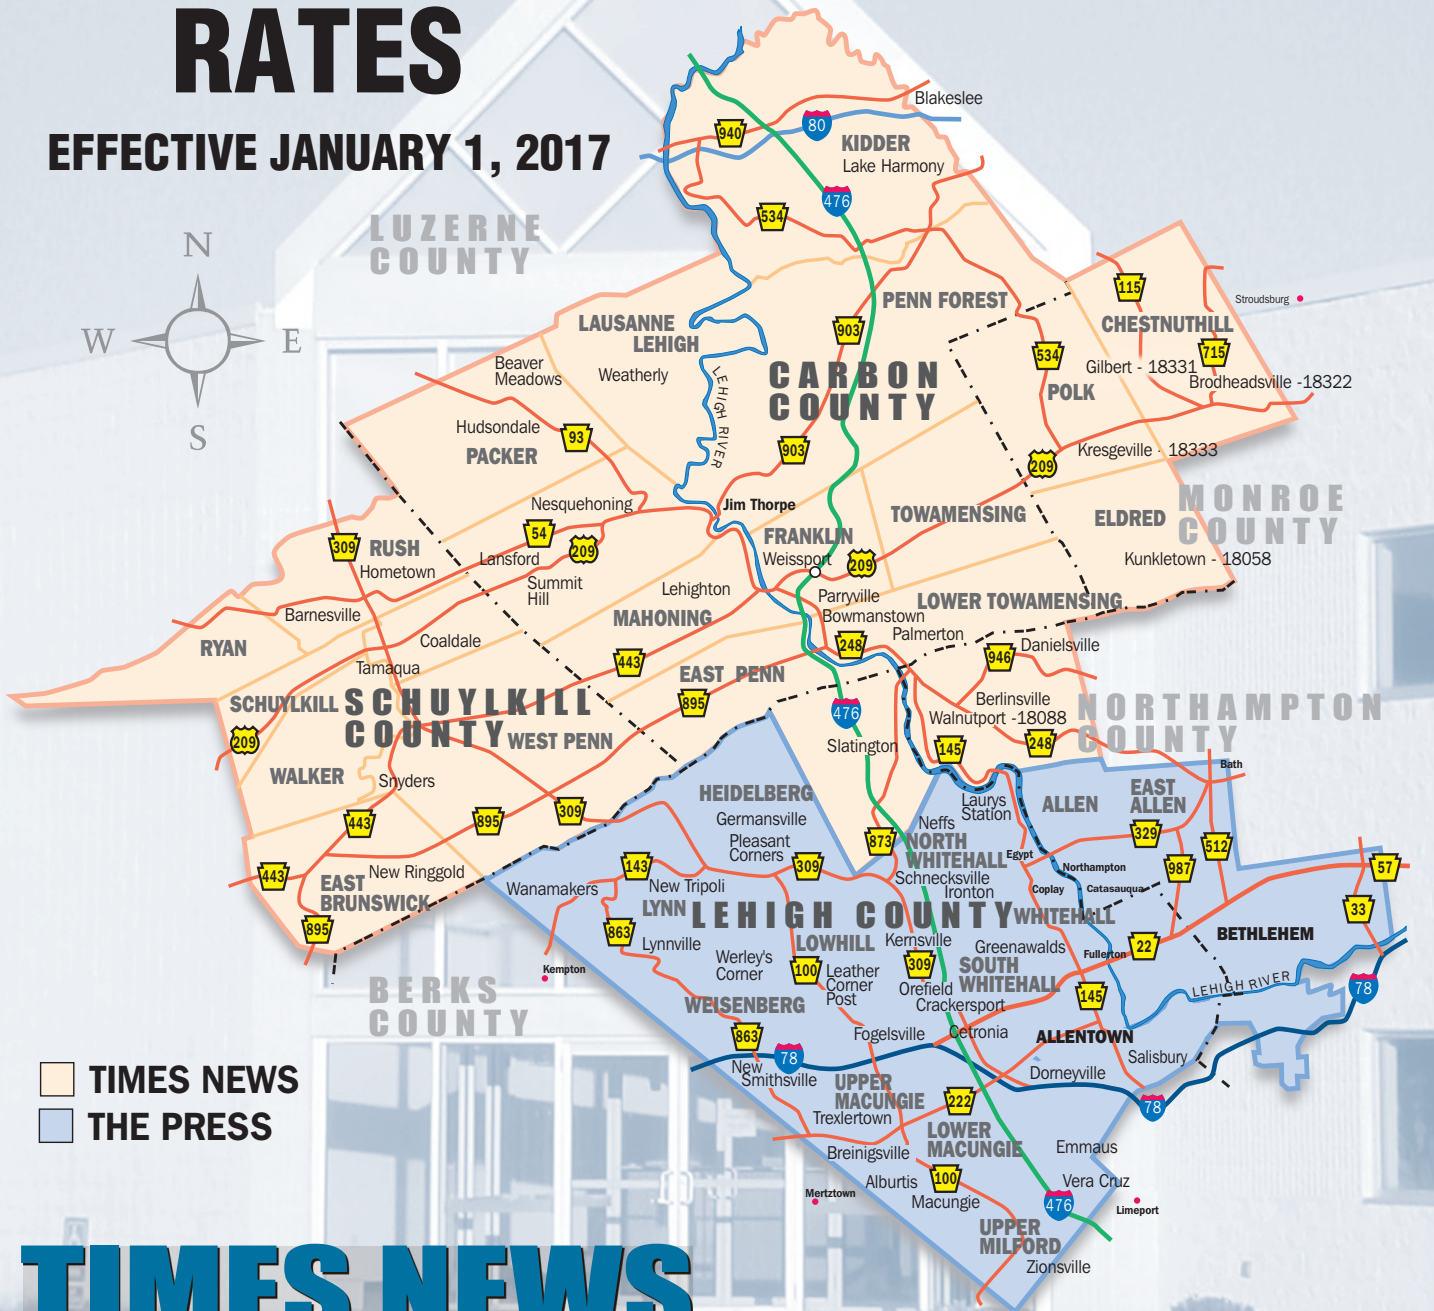 RATES
EFFECTIVE JANUARY 1, 2017
LUZERNE
COUNTY
N
W
E
S
Blakeslee
940
80
KIDDER
Lake Harmony
476
534
115
Stroudsburg
PENN FOREST
CHESTNUTHILL
LAUSANNE
LEHIGH
903
534
715
Gilbert - 18331
Brodheadsville -18322
Beaver
Meadows
Weatherly
LEHIGH RIVER
CARBON
COUNTY
POLK
Hudsondale
93
PACKER
903
209
Kresgeville - 18333
MONROE
COUNTY
Nesquehoning
Jim Thorpe
TOWAMENSING
ELDRED
309
RUSH
Hometown
54
209
Lansford
FRANKLIN
Weissport
209
Kunkletown - 18058
Summit
Hill
Lehighton
Parryville
LOWER TOWAMENSING
Barnesville
MAHONING
Bowmanstown
RYAN
Coaldale
248
Palmerton
946
Danielsville
Tamaqua
443
EAST PENN
SCHUYLKILL
SCHUYLKILL
COUNTY
895
Berlinsville
Walnutport -18088
NORTHAMPTON
COUNTY
209
WEST PENN
476
Slatington
145
248
WALKER
Snyders
Bath
HEIDELBERG
Germansville
Laurys
Station
ALLEN
EAST
ALLEN
443
895
309
Pleasant
Corners
873
Neffs
NORTH
WHITEHALL
Egypt
329
512
987
57
443
New Ringgold
143
New Tripoli
309
Schnecksville
Ironton
Northampton
Coplay
Catasauqua
EAST
BRUNSWICK
Wanamakers
LYNN
LEHIGH COUNTY
WHITEHALL
33
895
863
Lynnville
LOWHILL
Kernsville
Greenawalds
Fullerton
22
BETHLEHEM
Kempton
Werley's
Corner
100
Leather
Corner
Post
309
Orefield
SOUTH
WHITEHALL
Crackersport
145
LEHIGH RIVER
78
BERKS
COUNTY
WEISENBERG
863
Fogelsville
Cetronia
ALLENTOWN
Salisbury
New
Smithsville
78
Dorneyville
UPPER
MACUNGIE
Trexlertown
222
78
TIMES NEWS
THE PRESS
LOWER
MACUNGIE
Breinigsville
Emmaus
Alburtis
100
Macungie
Vera Cruz
Mertztown
476
Limeport
UPPER
MILFORD
Zionsville
TIMES NEWS